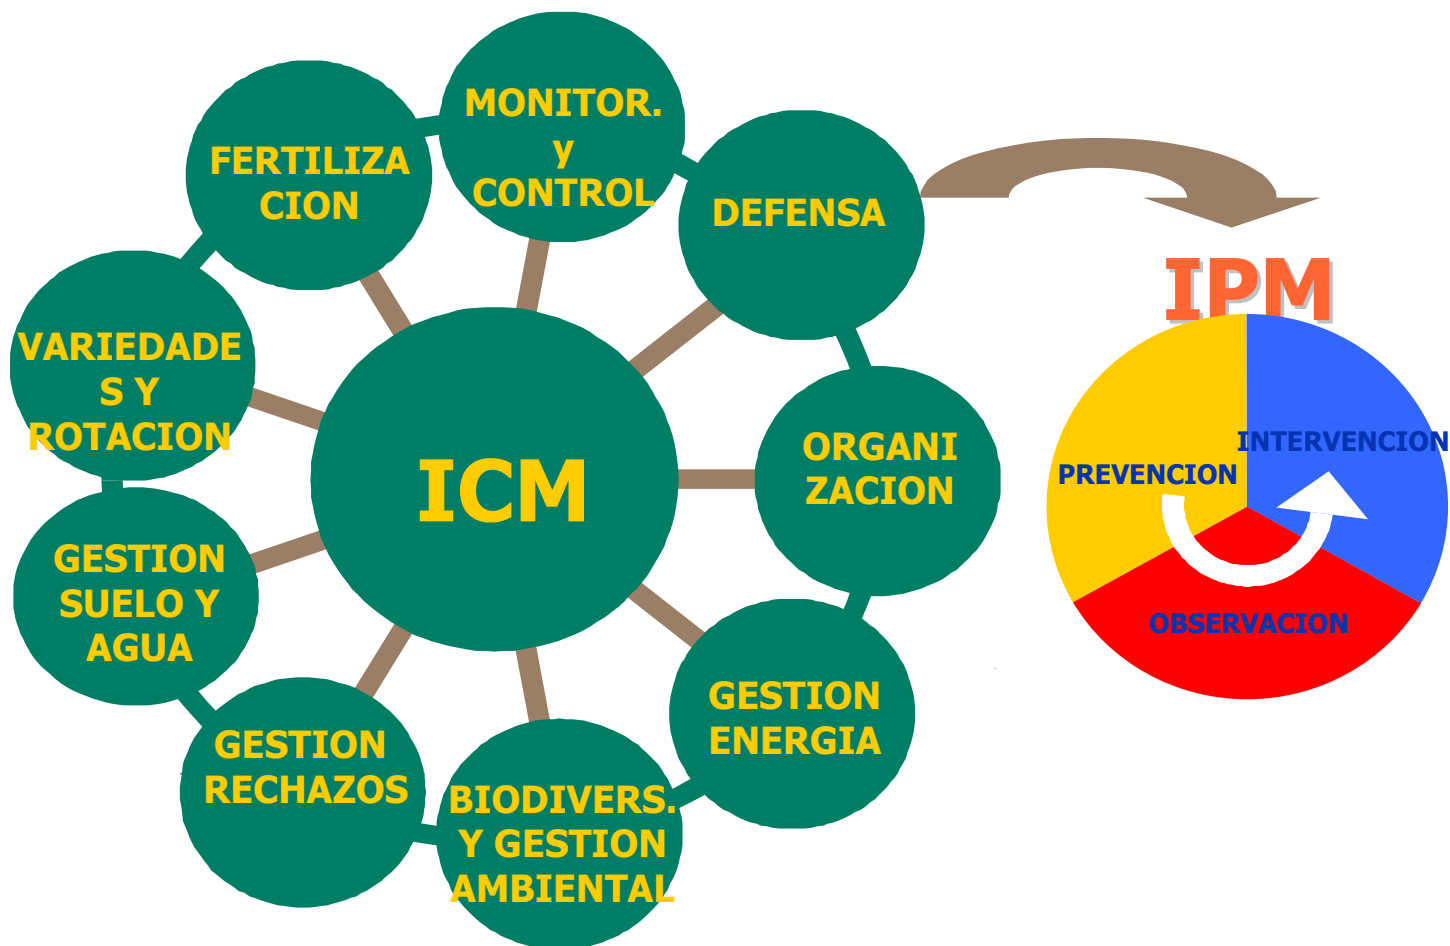 MONITOR.
y
CONTROL
FERTILIZA
CION
DEFENSA
IPM
VARIEDADE
S Y
ROTACION
ORGANI
ZACION
ICM
INTERVENCION
PREVENCION
OBSERVACION
GESTION
SUELO Y
AGUA
GESTION
ENERGIA
GESTION
RECHAZOS
BIODIVERS.
Y GESTION
AMBIENTAL